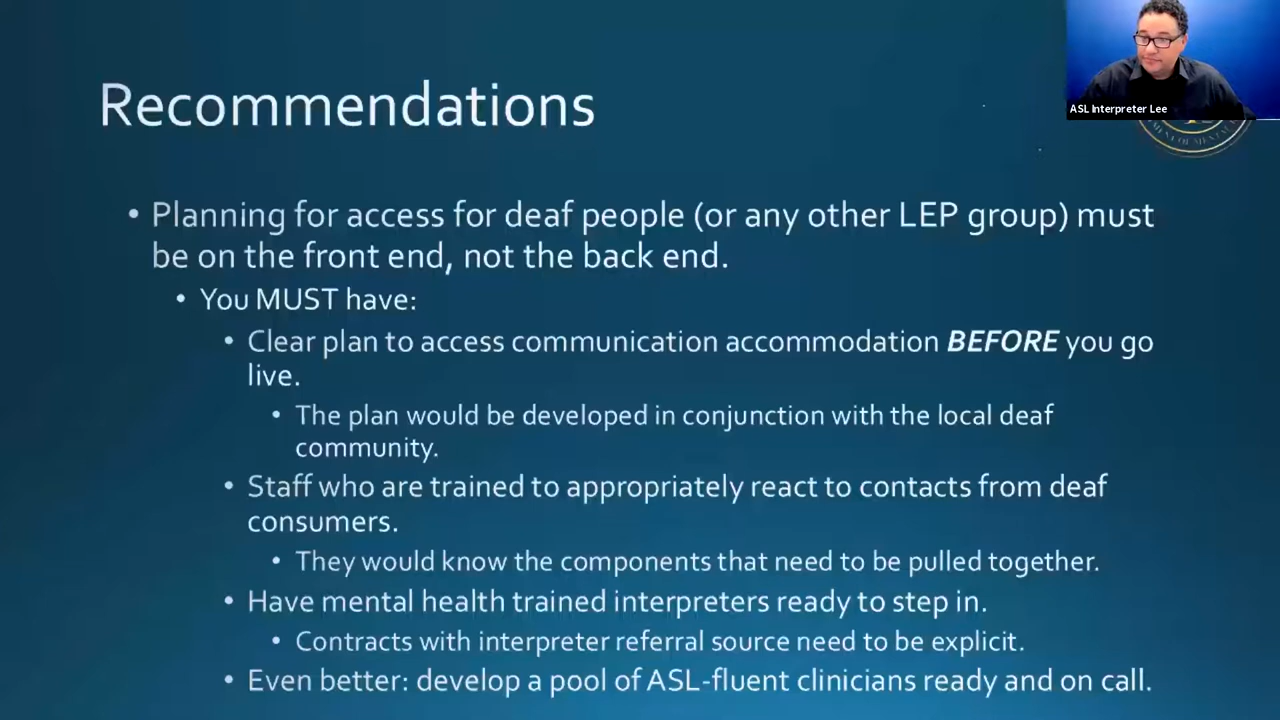 ASL Interpreter Lee
Recommendations
• Planning for access for deaf people (or any other LEP group) must
be on the front end, not the back end.
• You MUST have:
• Clear plan to access communication accommodation BEFORE you go
live.
• The plan would be developed in conjunction with the local deaf
community.
• Staff who are trained to appropriately react to contacts from deaf
consumers.
• They would know the components that need to be pulled together.
• Have mental health trained interpreters ready to step in.
• Contracts with interpreter referral source need to be explicit.
• Even better: develop a pool of ASL-fluent clinicians ready and on call.